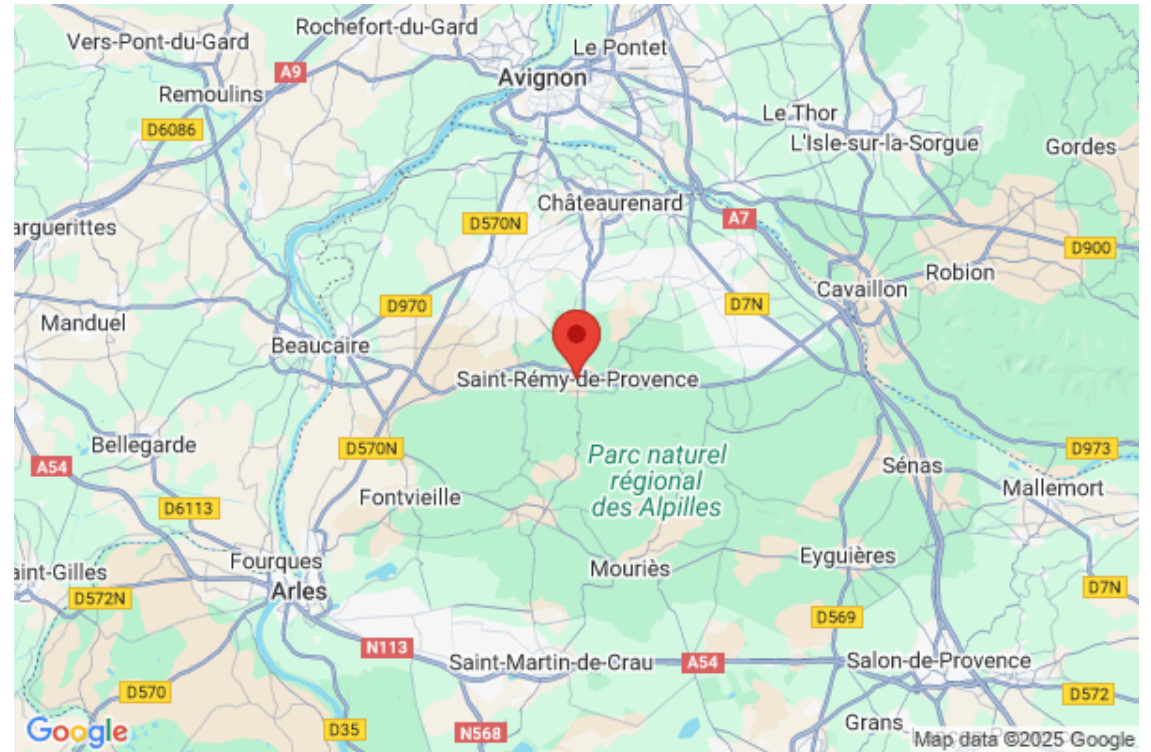 Rochefort-du-Gard
Vers-Pont-du-Gard
Le Pontet
A9
Avignon
Remoulins
Le Thor
D6086
L'Isle-sur-la-Sorgue
Gordes
Châteaurenard
A7
D570N
arguerittes
D900
Robion
Cavaillon
D970
D7N
Manduel
Beaucaire
Saint-Rémy-de-Provence
Bellegarde
D570N
Parc naturel
régional
des Alpilles
D973
A54
Sénas
Mallemort
Fontvieille
D6113
Eyguières
Fourques
Mouriès
aint-Gilles
Arles
D7N
D572N
D569
N113
Saint-Martin-de-Crau
A54
Salon-de-Provence
D570
D572
Grans
Google
D35
N568
Map data ©2025 Google